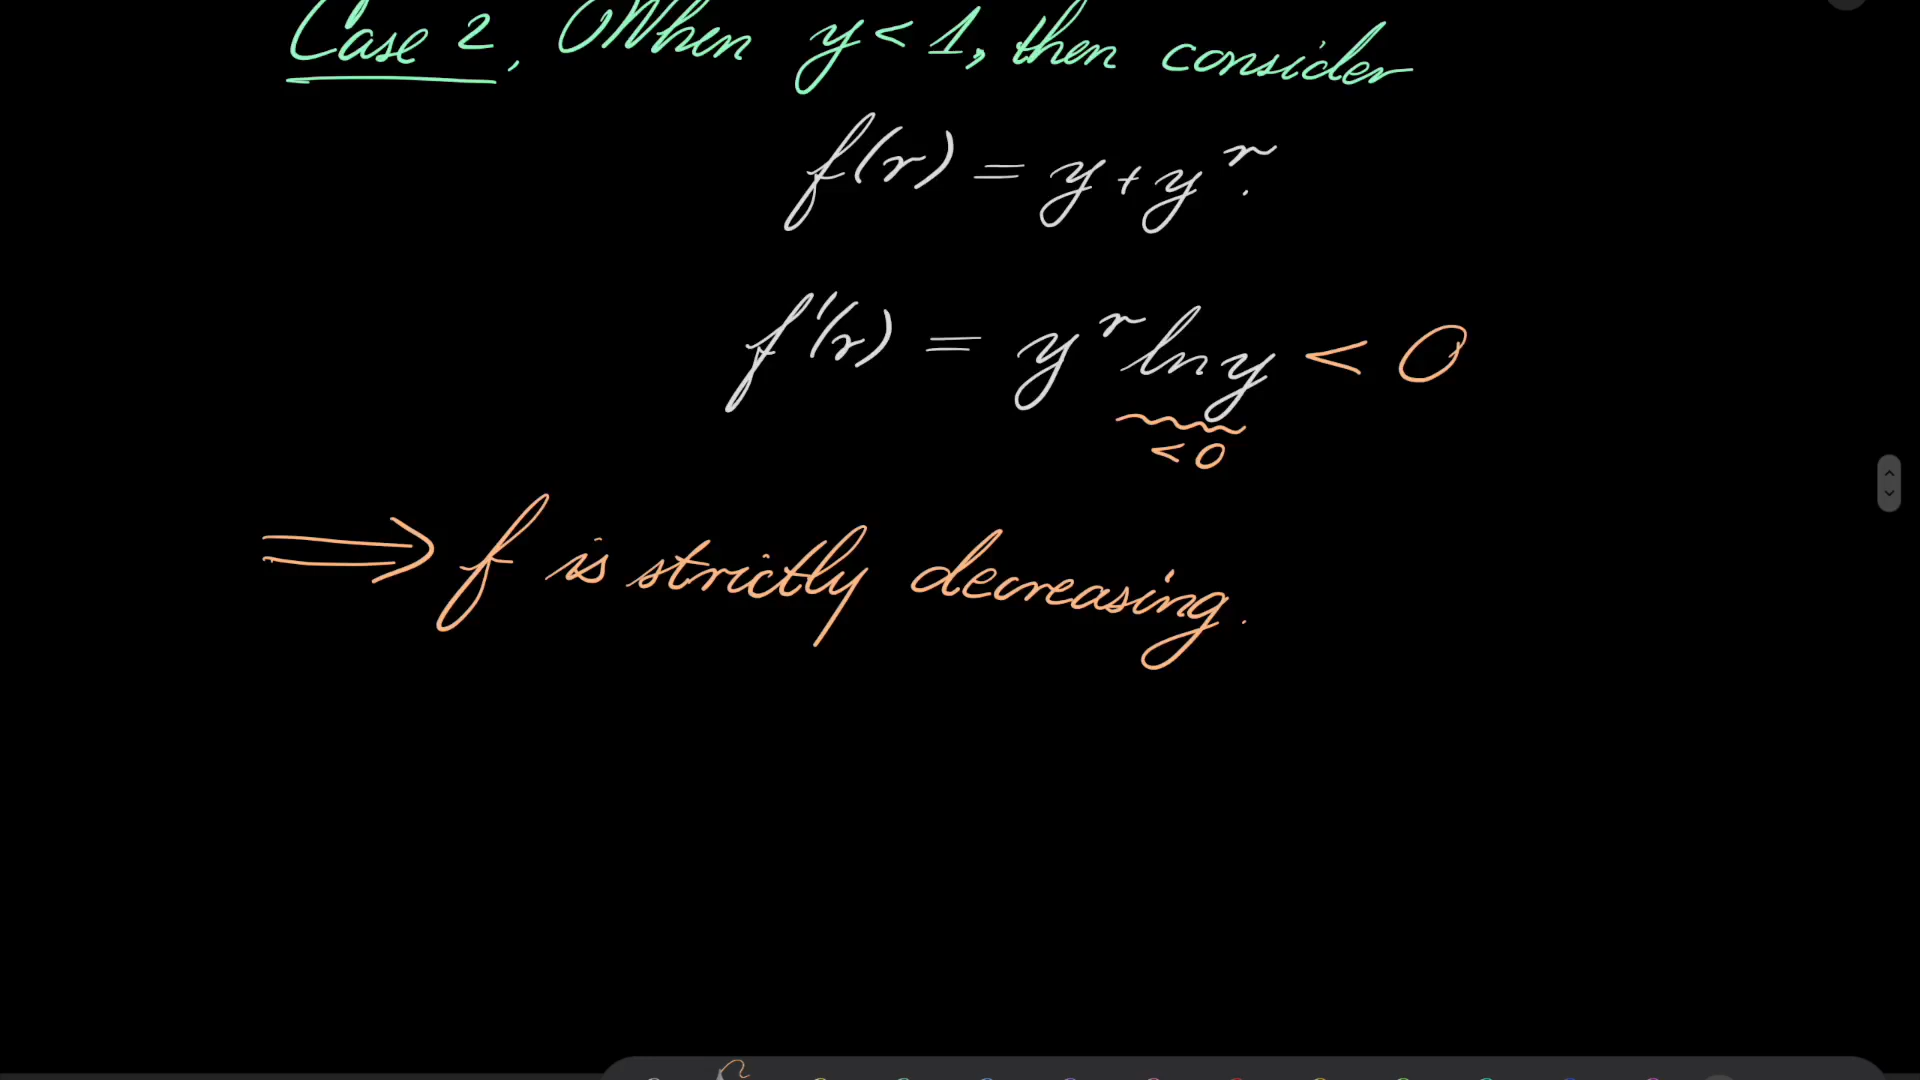 Case 2, When y < 1, then consider
f(r) = y + y^r.
f'(r) = y^r ln y < 0
< 0
⟹ f is strictly decreasing.